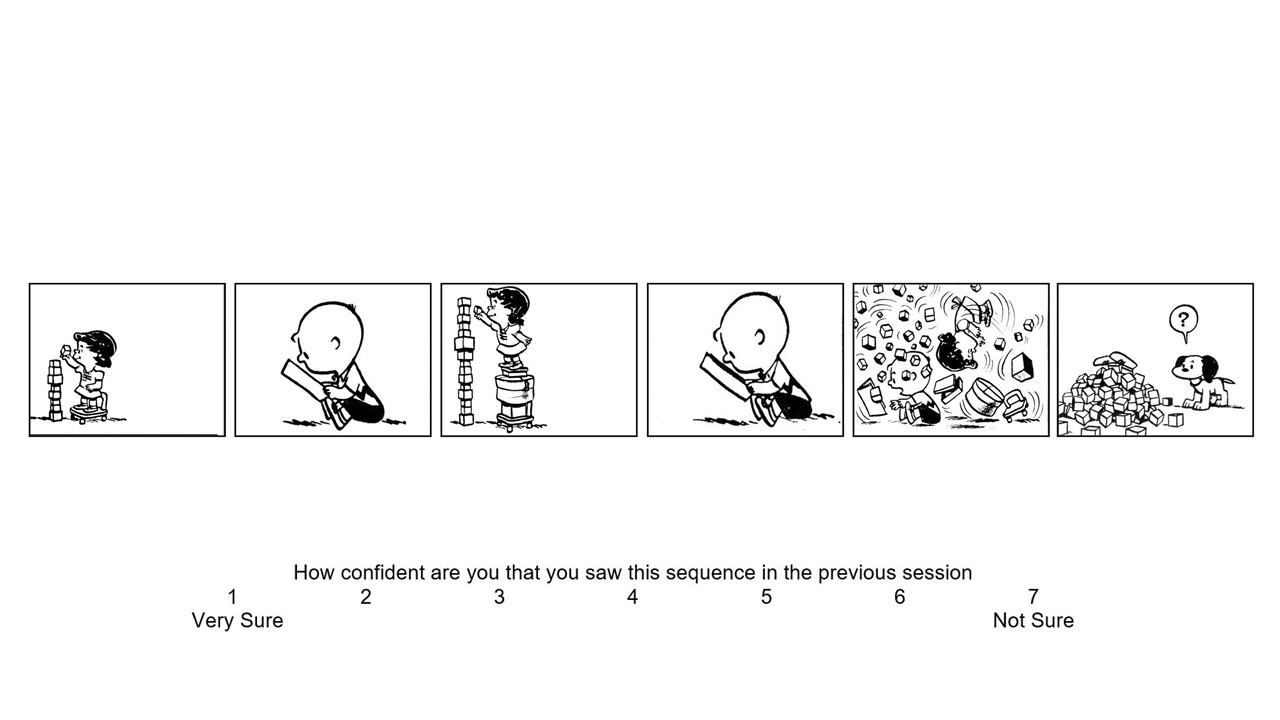 ?
How confident are you that you saw this sequence in the previous session
1 2 3 4 5 6 7
Very Sure Not Sure